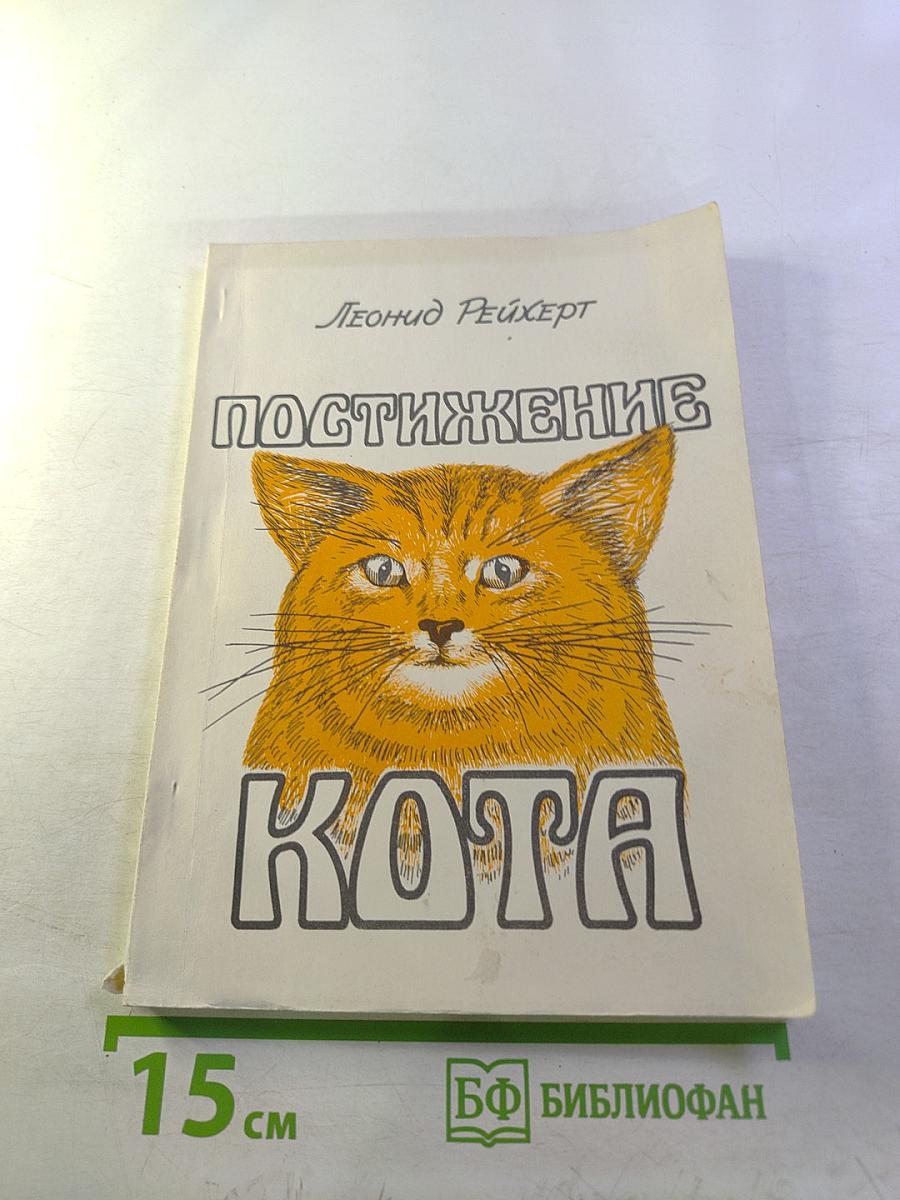 Леонид Рейхерт
ПОСТИЖЕНИЕ
КОТА
15 см
БФ БИБЛИОФАН